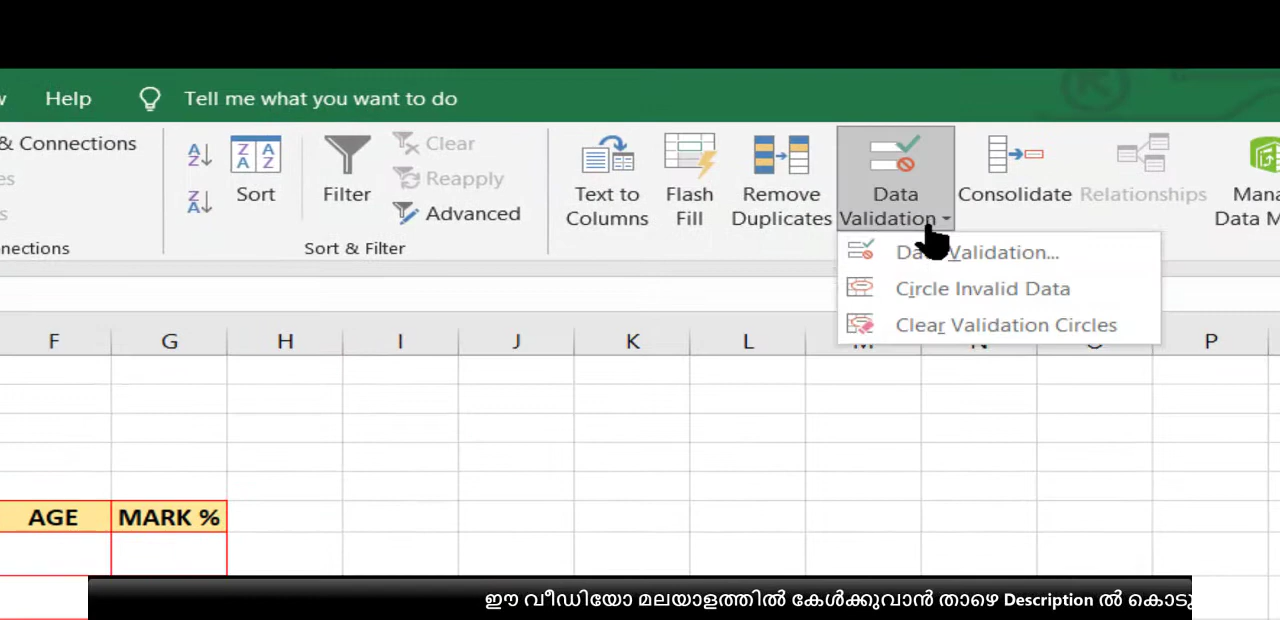 Help Tell me what you want to do
& Connections
Sort
Filter
Clear
Reapply
Advanced
Sort & Filter
Text to
Columns
Flash
Fill
Remove
Duplicates
Data
Validation
Consolidate
Relationships
Data Validation...
Circle Invalid Data
Clear Validation Circles
F G H I J K L M N O P
AGE MARK %
ഈ വീഡിയോ മലയാളത്തിൽ കേൾക്കുവാൻ താഴെ Description ൽ